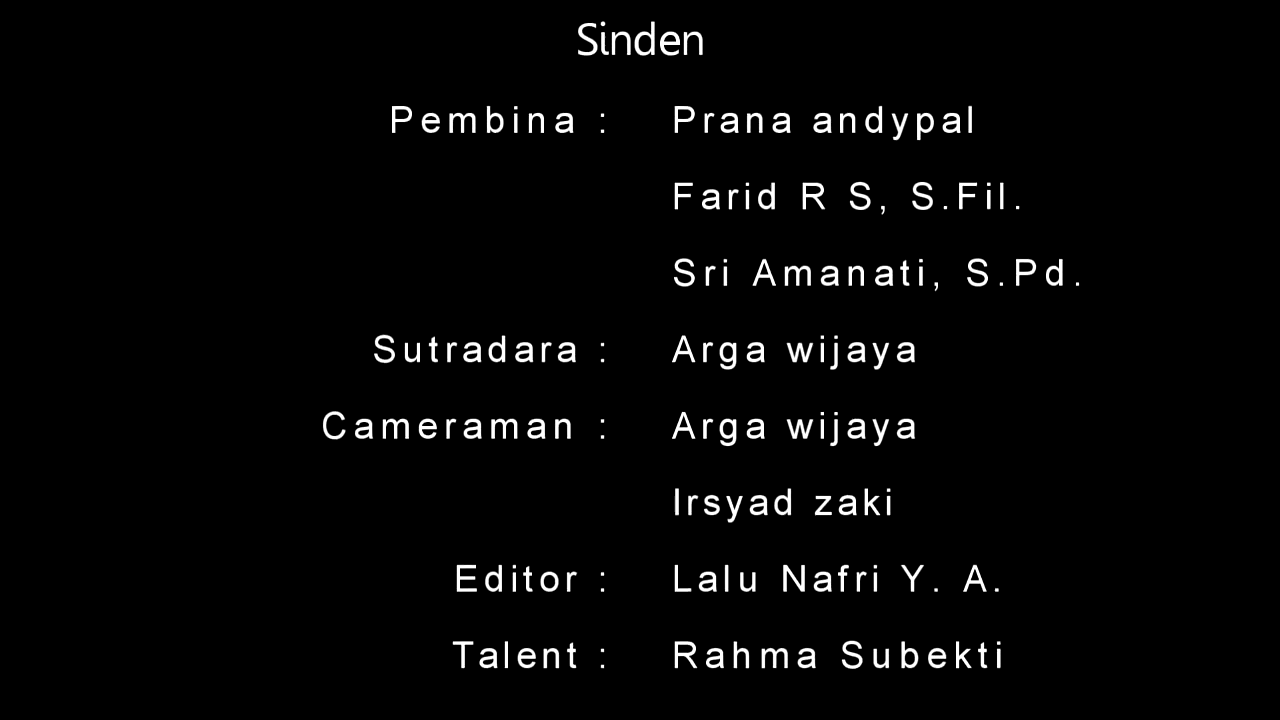 Sinden
Pembina : Prana andypal
Farid R S, S.Fil.
Sri Amanati, S.Pd.
Sutradara : Arga wijaya
Cameraman : Arga wijaya
Irsyad zaki
Editor : Lalu Nafri Y. A.
Talent : Rahma Subekti